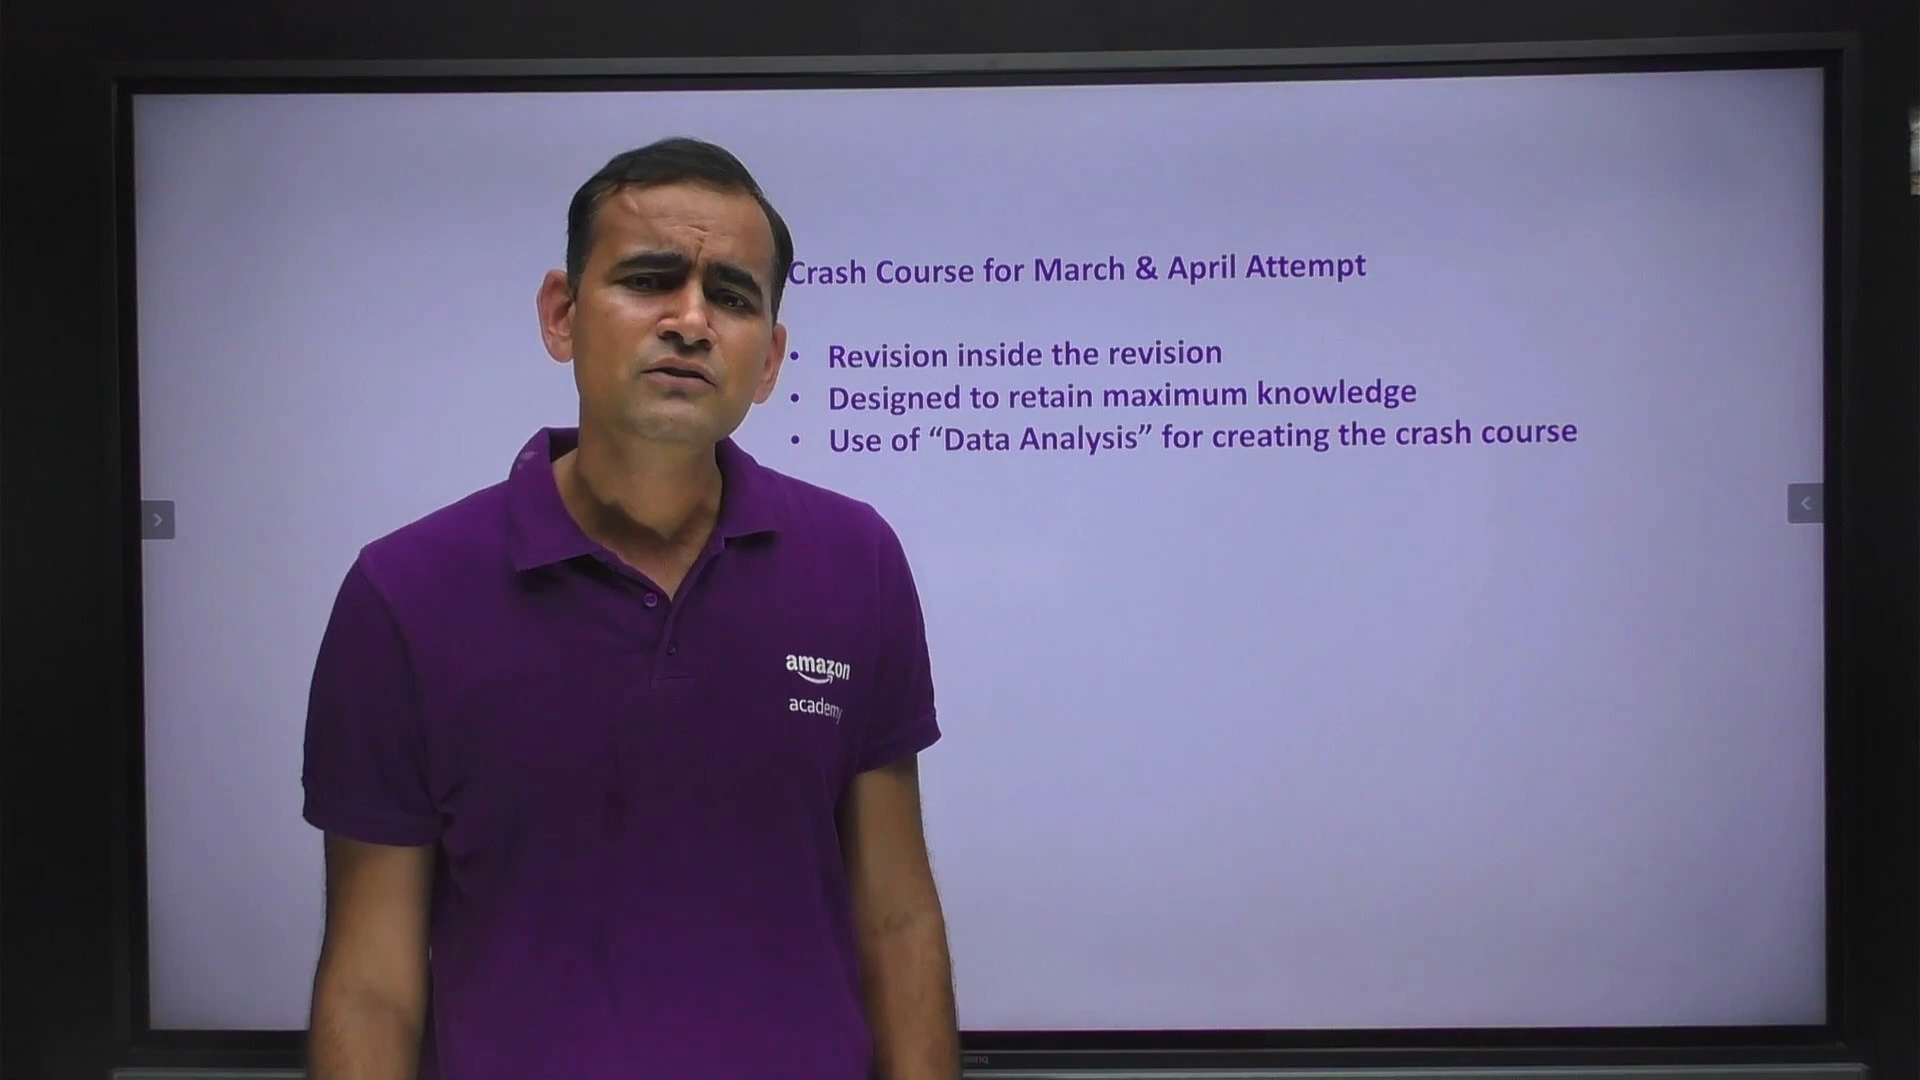 Crash Course for March & April Attempt
• Revision inside the revision
• Designed to retain maximum knowledge
• Use of “Data Analysis” for creating the crash course
amazon
academy